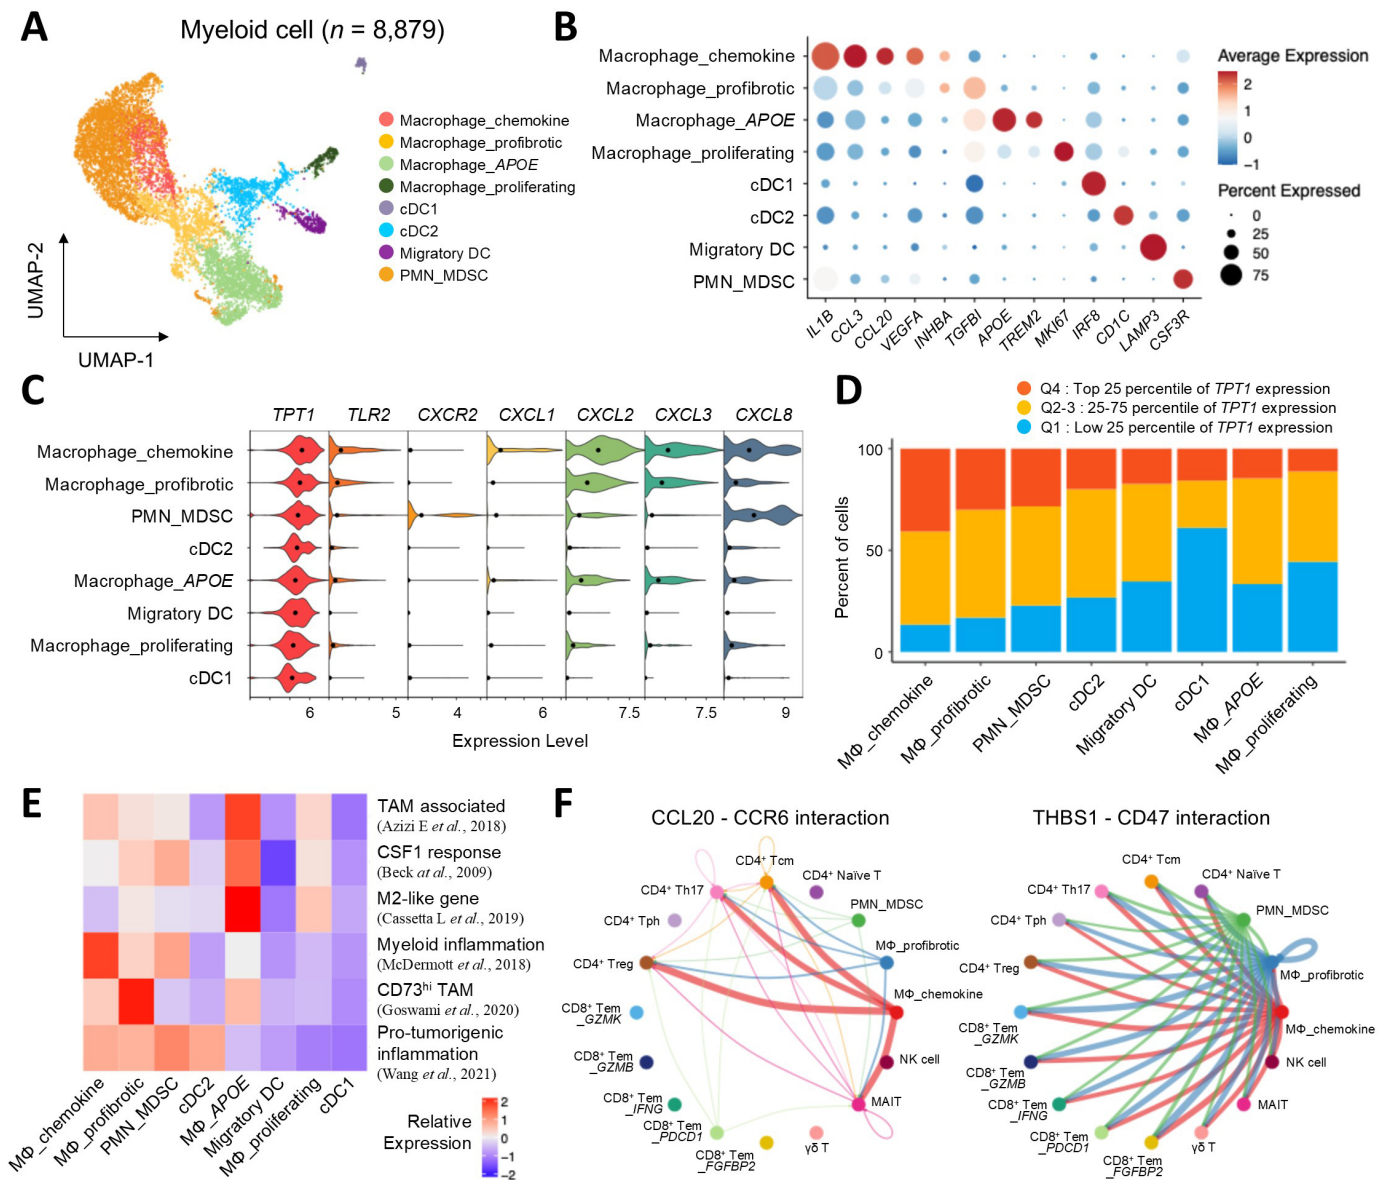 A
Myeloid cell (n = 8,879)
Macrophage_chemokine
Macrophage_profibrotic
Macrophage_APOE
Macrophage_proliferating
cDC1
cDC2
Migratory DC
PMN_MDSC
UMAP-2
UMAP-1
B
Macrophage_chemokine
Macrophage_profibrotic
Macrophage_APOE
Macrophage_proliferating
cDC1
cDC2
Migratory DC
PMN_MDSC
IL1B
CCL3
CCL20
VEGFA
INHBA
TGFBI
APOE
TREM2
MKI67
IRF8
CD1C
LAMP3
CSF3R
Average Expression
2
1
0
−1
Percent Expressed
0
25
50
75
C
TPT1 TLR2 CXCR2 CXCL1 CXCL2 CXCL3 CXCL8
Macrophage_chemokine
Macrophage_profibrotic
PMN_MDSC
cDC2
Macrophage_APOE
Migratory DC
Macrophage_proliferating
cDC1
6 5 4 6 7.5 7.5 9
Expression Level
D
Q4 : Top 25 percentile of TPT1 expression
Q2-3 : 25-75 percentile of TPT1 expression
Q1 : Low 25 percentile of TPT1 expression
Percent of cells
100
50
0
MΦ_chemokine
MΦ_profibrotic
PMN_MDSC
cDC2
Migratory DC
cDC1
MΦ_APOE
MΦ_proliferating
E
TAM associated
(Azizi E et al., 2018)
CSF1 response
(Beck at al., 2009)
M2-like gene
(Cassetta L et al., 2019)
Myeloid inflammation
(McDermott et al., 2018)
CD73hi TAM
(Goswami et al., 2020)
Pro-tumorigenic
inflammation
(Wang et al., 2021)
MΦ_chemokine
MΦ_profibrotic
PMN_MDSC
cDC2
MΦ_APOE
Migratory DC
MΦ_proliferating
cDC1
Relative
Expression
2
1
0
−1
−2
F
CCL20 - CCR6 interaction
CD4+ Tcm
CD4+ Naïve T
CD4+ Th17
PMN_MDSC
CD4+ Tph
MΦ_profibrotic
CD4+ Treg
MΦ_chemokine
CD8+ Tem
_GZMK
NK cell
CD8+ Tem
_GZMB
MAIT
CD8+ Tem
_IFNG
CD8+ Tem
_PDCD1
γδ T
CD8+ Tem
_FGFBP2
THBS1 - CD47 interaction
CD4+ Tcm
CD4+ Naïve T
CD4+ Th17
PMN_MDSC
CD4+ Tph
CD4+ Treg
MΦ_profibrotic
CD8+ Tem
_GZMK
MΦ_chemokine
NK cell
CD8+ Tem
_GZMB
MAIT
CD8+ Tem
_IFNG
CD8+ Tem
_PDCD1
γδ T
CD8+ Tem
_FGFBP2